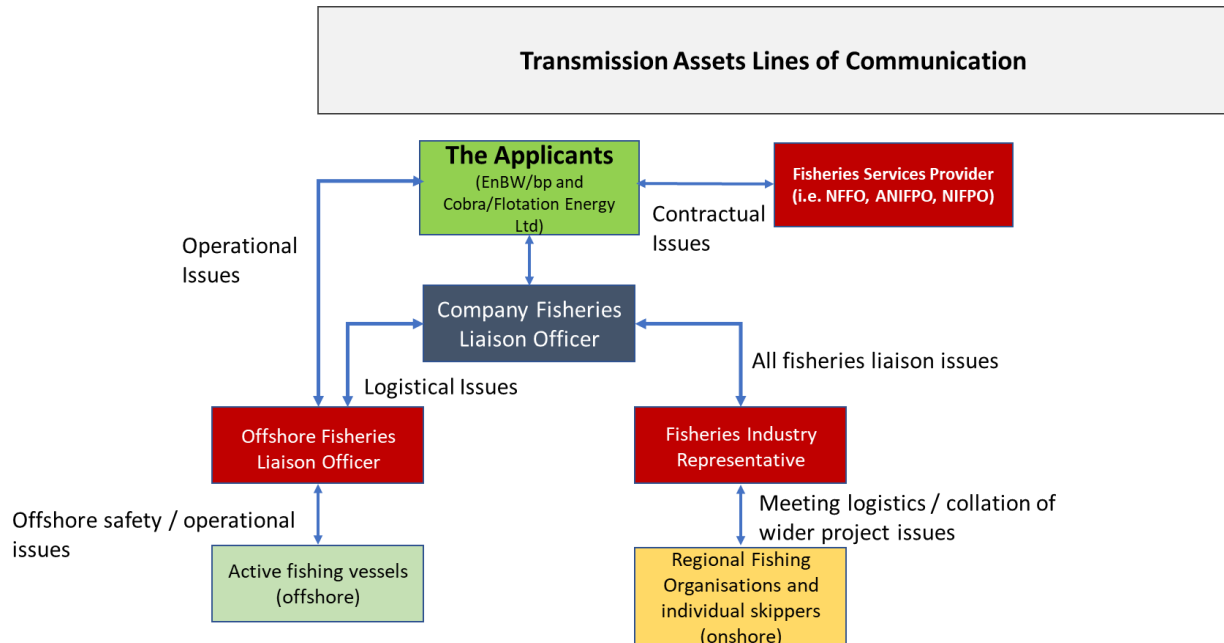 Transmission Assets Lines of Communication
The Applicants
(EnBW/bp and
Cobra/Flotation Energy
Ltd)
Fisheries Services Provider
(i.e. NFFO, ANIFPO, NIFPO)
Contractual
Issues
Operational
Issues
Company Fisheries
Liaison Officer
All fisheries liaison issues
Logistical Issues
Offshore Fisheries
Liaison Officer
Fisheries Industry
Representative
Offshore safety / operational
issues
Meeting logistics / collation of
wider project issues
Active fishing vessels
(offshore)
Regional Fishing
Organisations and
individual skippers
(onshore)